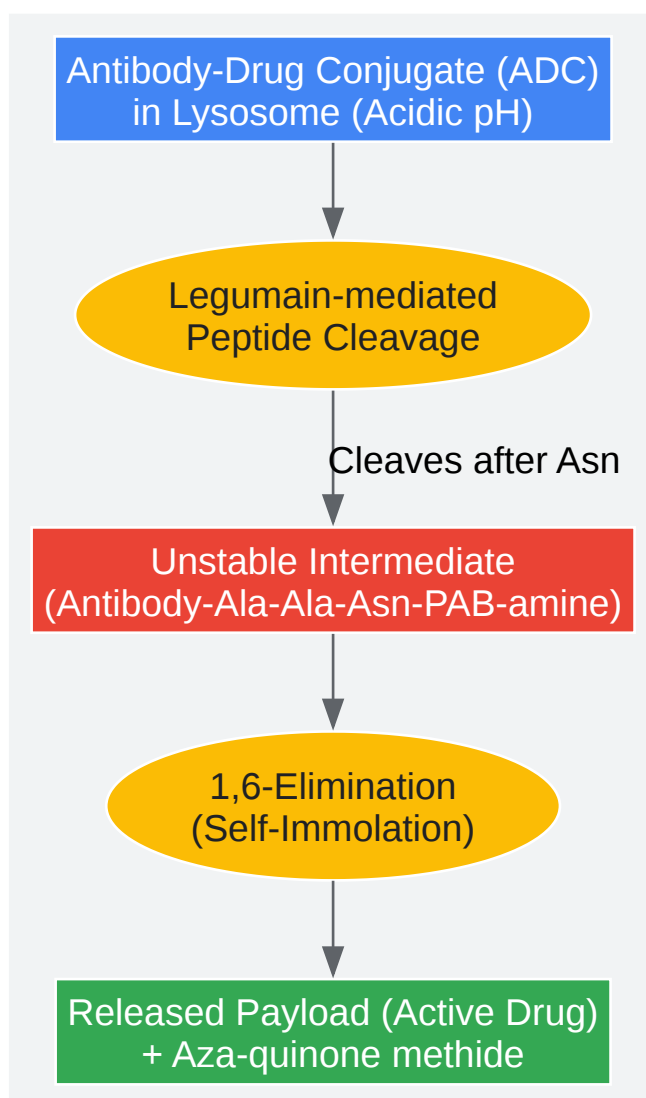 Antibody-Drug Conjugate (ADC)
in Lysosome (Acidic pH)
Legumain-mediated
Peptide Cleavage
Cleaves after Asn
Unstable Intermediate
(Antibody-Ala-Ala-Asn-PAB-amine)
1,6-Elimination
(Self-Immolation)
Released Payload (Active Drug)
+ Aza-quinone methide